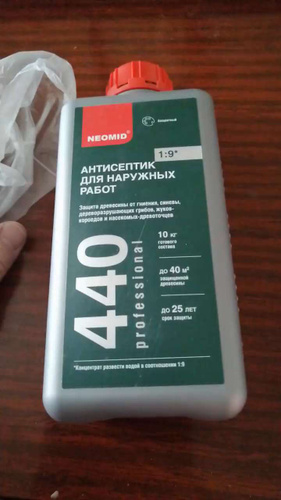 NEOMID®
бесцветный
1:9*
АНТИСЕПТИК
ДЛЯ НАРУЖНЫХ
РАБОТ
Защита древесины от гниения, синевы,
дереворазрушающих грибов, жуков-
короедов и насекомых-древоточцев
440
professional
10 кг
готового
состава
ДО 40 м²
защищенной
древесины
ДО 25 ЛЕТ
срок защиты
*Концентрат развести водой в соотношении 1:9